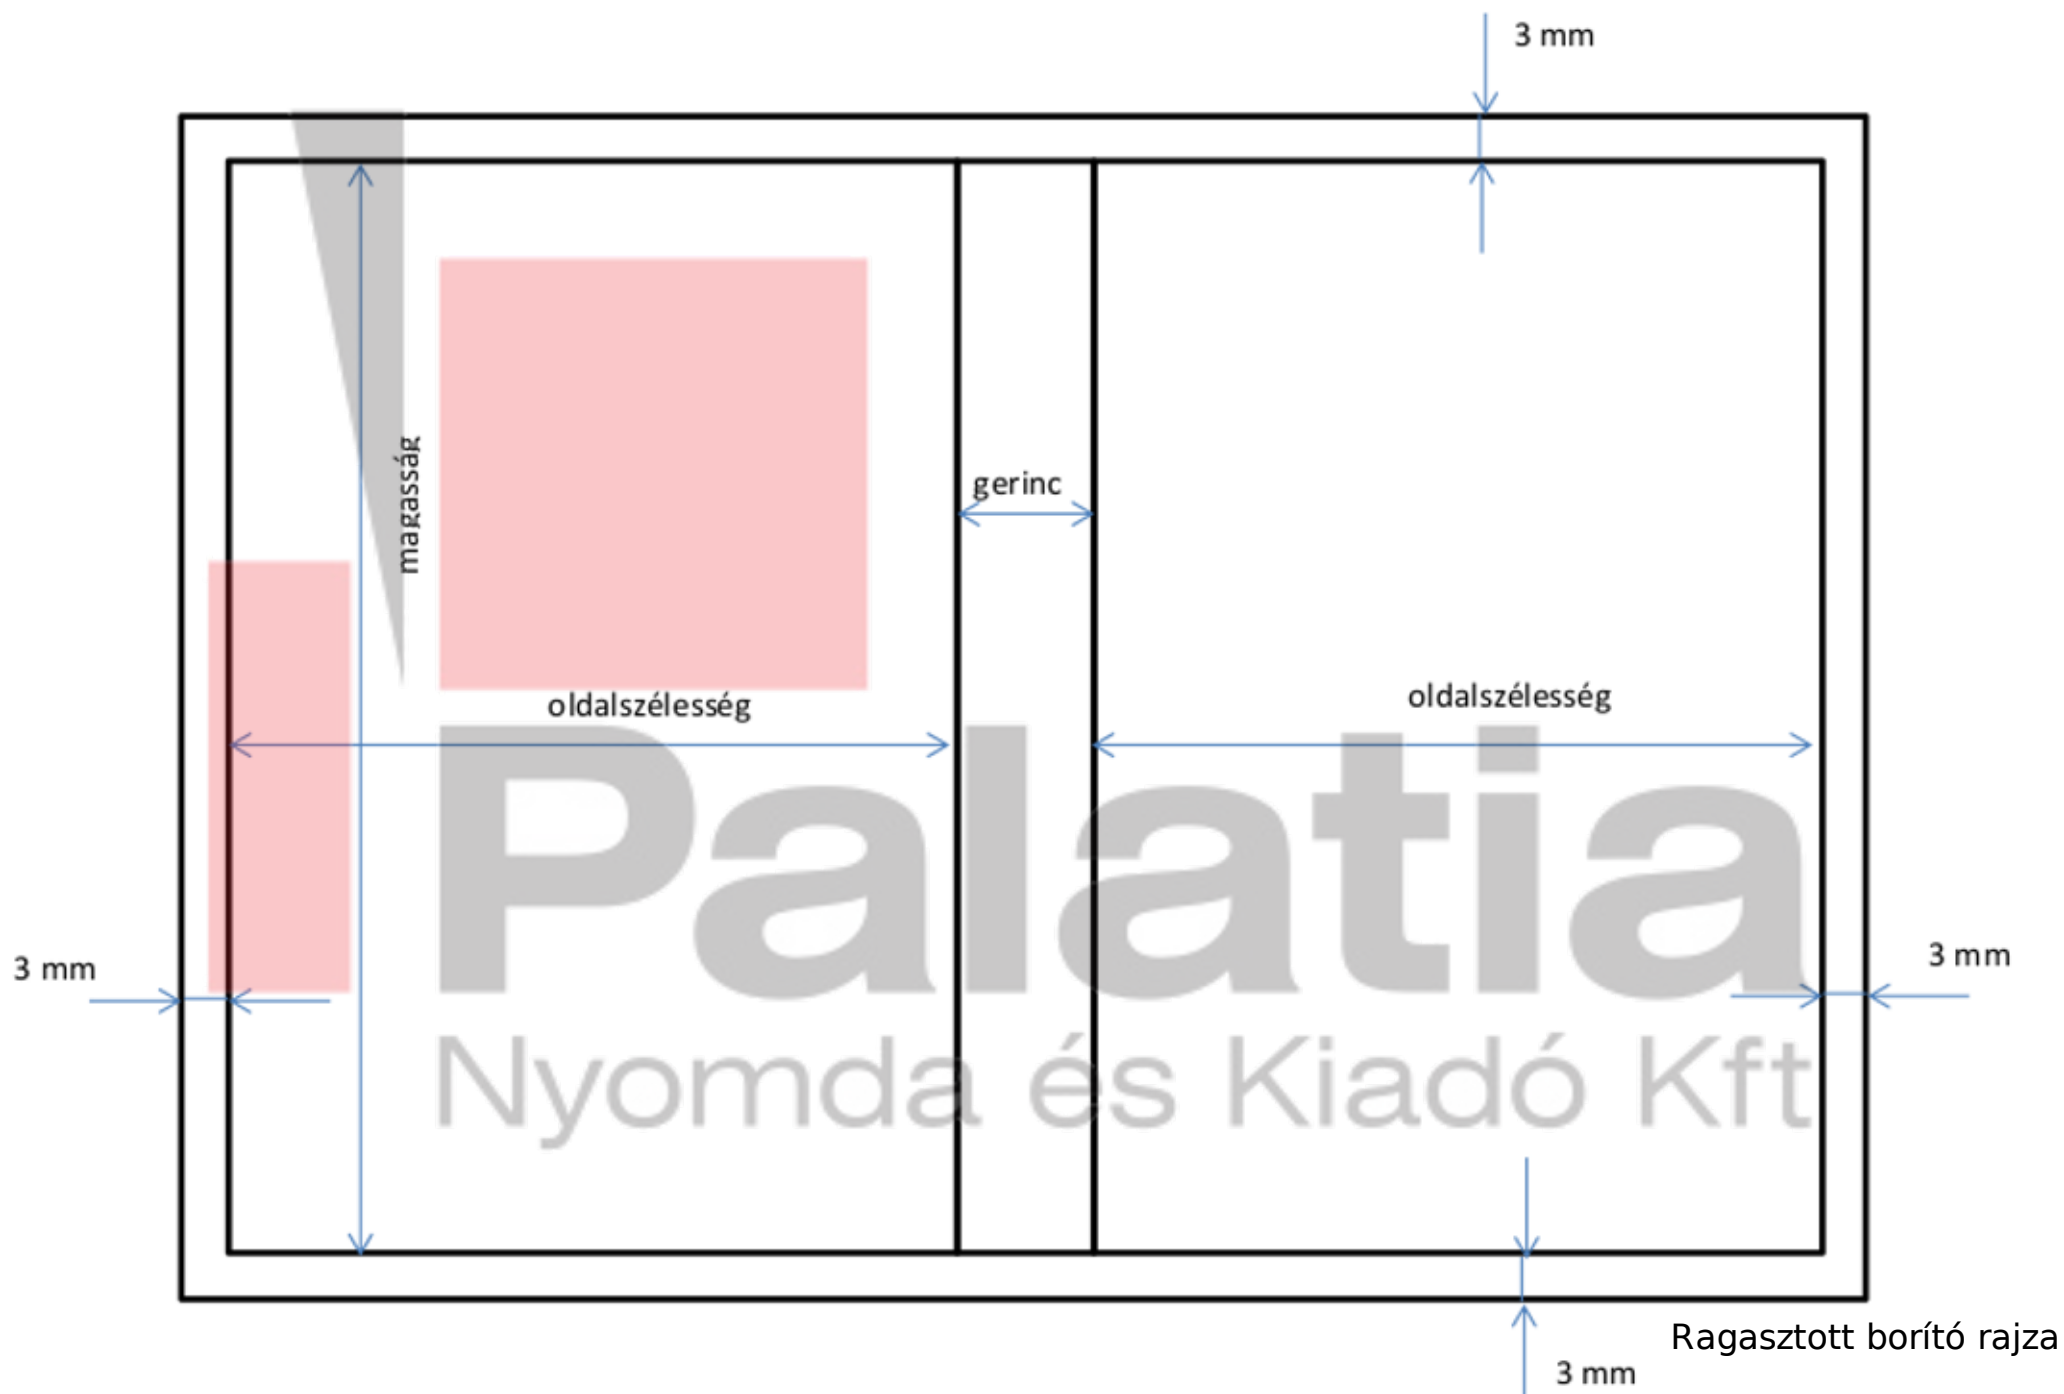 3 mm
magasság
gerinc
oldalszélesség
oldalszélesség
Palatia
3 mm
3 mm
Nyomda és Kiadó Kft
Ragasztott borító rajza
3 mm